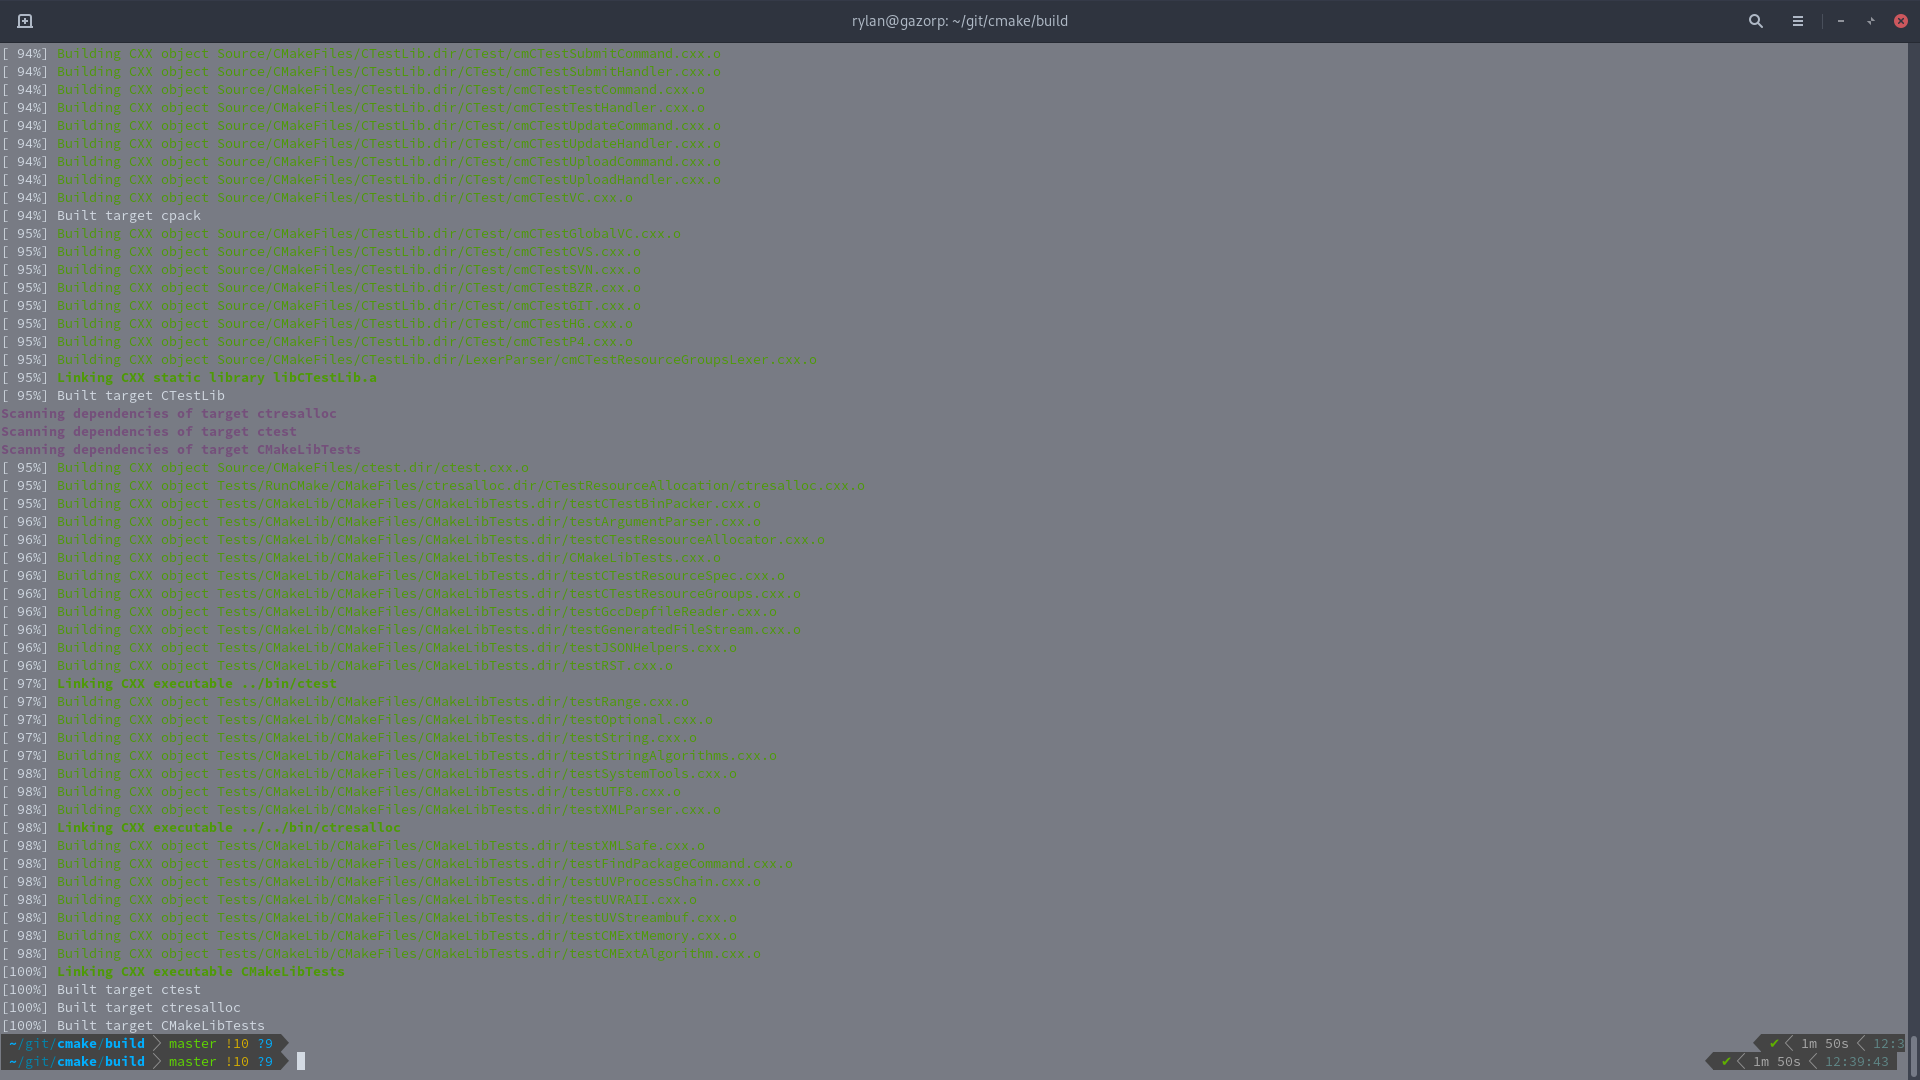 rylan@gazorp: ~/git/cmake/build
[ 94%] Building CXX object Source/CMakeFiles/CTestLib.dir/CTest/cmCTestSubmitCommand.cxx.o
[ 94%] Building CXX object Source/CMakeFiles/CTestLib.dir/CTest/cmCTestSubmitHandler.cxx.o
[ 94%] Building CXX object Source/CMakeFiles/CTestLib.dir/CTest/cmCTestTestCommand.cxx.o
[ 94%] Building CXX object Source/CMakeFiles/CTestLib.dir/CTest/cmCTestTestHandler.cxx.o
[ 94%] Building CXX object Source/CMakeFiles/CTestLib.dir/CTest/cmCTestUpdateCommand.cxx.o
[ 94%] Building CXX object Source/CMakeFiles/CTestLib.dir/CTest/cmCTestUpdateHandler.cxx.o
[ 94%] Building CXX object Source/CMakeFiles/CTestLib.dir/CTest/cmCTestUploadCommand.cxx.o
[ 94%] Building CXX object Source/CMakeFiles/CTestLib.dir/CTest/cmCTestUploadHandler.cxx.o
[ 94%] Building CXX object Source/CMakeFiles/CTestLib.dir/CTest/cmCTestVC.cxx.o
[ 94%] Built target cpack
[ 95%] Building CXX object Source/CMakeFiles/CTestLib.dir/CTest/cmCTestGlobalVC.cxx.o
[ 95%] Building CXX object Source/CMakeFiles/CTestLib.dir/CTest/cmCTestCVS.cxx.o
[ 95%] Building CXX object Source/CMakeFiles/CTestLib.dir/CTest/cmCTestSVN.cxx.o
[ 95%] Building CXX object Source/CMakeFiles/CTestLib.dir/CTest/cmCTestBZR.cxx.o
[ 95%] Building CXX object Source/CMakeFiles/CTestLib.dir/CTest/cmCTestGIT.cxx.o
[ 95%] Building CXX object Source/CMakeFiles/CTestLib.dir/CTest/cmCTestHG.cxx.o
[ 95%] Building CXX object Source/CMakeFiles/CTestLib.dir/CTest/cmCTestP4.cxx.o
[ 95%] Building CXX object Source/CMakeFiles/CTestLib.dir/LexerParser/cmCTestResourceGroupsLexer.cxx.o
[ 95%] Linking CXX static library libCTestLib.a
[ 95%] Built target CTestLib
Scanning dependencies of target ctresalloc
Scanning dependencies of target ctest
Scanning dependencies of target CMakeLibTests
[ 95%] Building CXX object Source/CMakeFiles/ctest.dir/ctest.cxx.o
[ 95%] Building CXX object Tests/RunCMake/CMakeFiles/ctresalloc.dir/CTestResourceAllocation/ctresalloc.cxx.o
[ 95%] Building CXX object Tests/CMakeLib/CMakeFiles/CMakeLibTests.dir/testCTestBinPacker.cxx.o
[ 96%] Building CXX object Tests/CMakeLib/CMakeFiles/CMakeLibTests.dir/testArgumentParser.cxx.o
[ 96%] Building CXX object Tests/CMakeLib/CMakeFiles/CMakeLibTests.dir/testCTestResourceAllocator.cxx.o
[ 96%] Building CXX object Tests/CMakeLib/CMakeFiles/CMakeLibTests.dir/CMakeLibTests.cxx.o
[ 96%] Building CXX object Tests/CMakeLib/CMakeFiles/CMakeLibTests.dir/testCTestResourceSpec.cxx.o
[ 96%] Building CXX object Tests/CMakeLib/CMakeFiles/CMakeLibTests.dir/testCTestResourceGroups.cxx.o
[ 96%] Building CXX object Tests/CMakeLib/CMakeFiles/CMakeLibTests.dir/testGccDepfileReader.cxx.o
[ 96%] Building CXX object Tests/CMakeLib/CMakeFiles/CMakeLibTests.dir/testGeneratedFileStream.cxx.o
[ 96%] Building CXX object Tests/CMakeLib/CMakeFiles/CMakeLibTests.dir/testJSONHelpers.cxx.o
[ 96%] Building CXX object Tests/CMakeLib/CMakeFiles/CMakeLibTests.dir/testRST.cxx.o
[ 97%] Linking CXX executable ../bin/ctest
[ 97%] Building CXX object Tests/CMakeLib/CMakeFiles/CMakeLibTests.dir/testRange.cxx.o
[ 97%] Building CXX object Tests/CMakeLib/CMakeFiles/CMakeLibTests.dir/testOptional.cxx.o
[ 97%] Building CXX object Tests/CMakeLib/CMakeFiles/CMakeLibTests.dir/testString.cxx.o
[ 97%] Building CXX object Tests/CMakeLib/CMakeFiles/CMakeLibTests.dir/testStringAlgorithms.cxx.o
[ 98%] Building CXX object Tests/CMakeLib/CMakeFiles/CMakeLibTests.dir/testSystemTools.cxx.o
[ 98%] Building CXX object Tests/CMakeLib/CMakeFiles/CMakeLibTests.dir/testUTF8.cxx.o
[ 98%] Building CXX object Tests/CMakeLib/CMakeFiles/CMakeLibTests.dir/testXMLParser.cxx.o
[ 98%] Linking CXX executable ../../bin/ctresalloc
[ 98%] Building CXX object Tests/CMakeLib/CMakeFiles/CMakeLibTests.dir/testXMLSafe.cxx.o
[ 98%] Building CXX object Tests/CMakeLib/CMakeFiles/CMakeLibTests.dir/testFindPackageCommand.cxx.o
[ 98%] Building CXX object Tests/CMakeLib/CMakeFiles/CMakeLibTests.dir/testUVProcessChain.cxx.o
[ 98%] Building CXX object Tests/CMakeLib/CMakeFiles/CMakeLibTests.dir/testUVRAII.cxx.o
[ 98%] Building CXX object Tests/CMakeLib/CMakeFiles/CMakeLibTests.dir/testUVStreambuf.cxx.o
[ 98%] Building CXX object Tests/CMakeLib/CMakeFiles/CMakeLibTests.dir/testCMExtMemory.cxx.o
[ 98%] Building CXX object Tests/CMakeLib/CMakeFiles/CMakeLibTests.dir/testCMExtAlgorithm.cxx.o
[100%] Linking CXX executable CMakeLibTests
[100%] Built target ctest
[100%] Built target ctresalloc
[100%] Built target CMakeLibTests
~/git/cmake/build master !10 ?9 ✔ 1m 50s 12:3
~/git/cmake/build master !10 ?9 ✔ 1m 50s 12:39:43